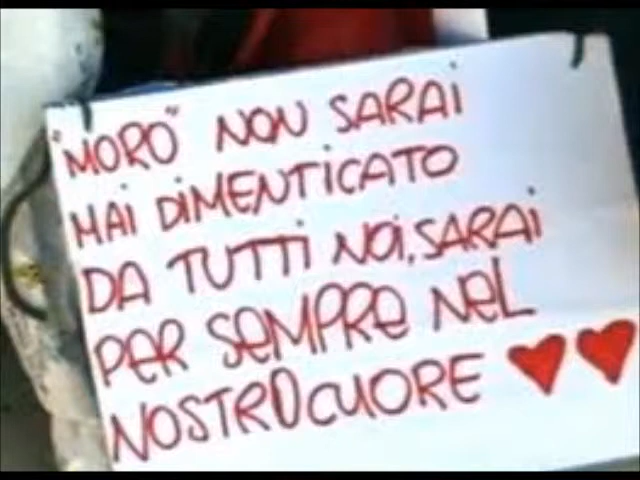 "MORO" NON SARAI
MAI DiMENTiCATO
DA TUTTi NOi, SARAI
PER SeMPRe NeL
NOSTRO CUORE